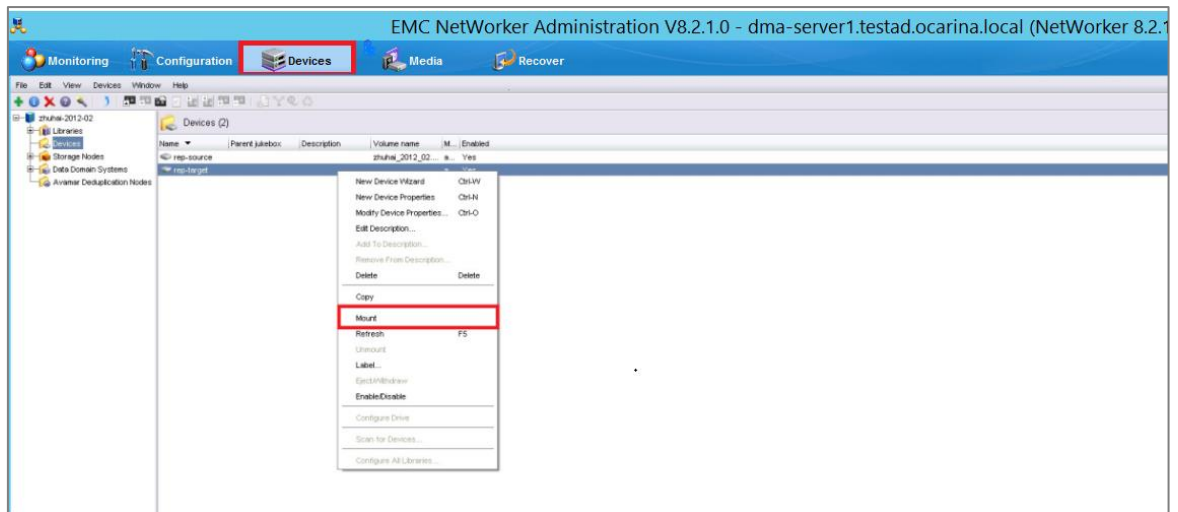 EMC NetWorker Administration V8.2.1.0 - dma-server1.testad.ocarina.local (NetWorker 8.2.1
Monitoring Configuration Devices Media Recover
File Edit View Devices Window Help
zhuhai-2012-02
Libraries
Devices
Storage Nodes
Data Domain Systems
Avamar Deduplication Nodes
Devices (2)
Name Parent jukebox Description Volume name M... Enabled
rep-source zhuhai_2012_02.... a... Yes
rep-target Yes
New Device Wizard Ctrl-W
New Device Properties Ctrl-N
Modify Device Properties... Ctrl-O
Edit Description...
Add To Description...
Remove From Description...
Delete Delete
Copy
Mount
Refresh F5
Unmount
Label...
Eject/Withdraw
Enable/Disable
Configure Drive
Scan for Devices...
Configure All Libraries...